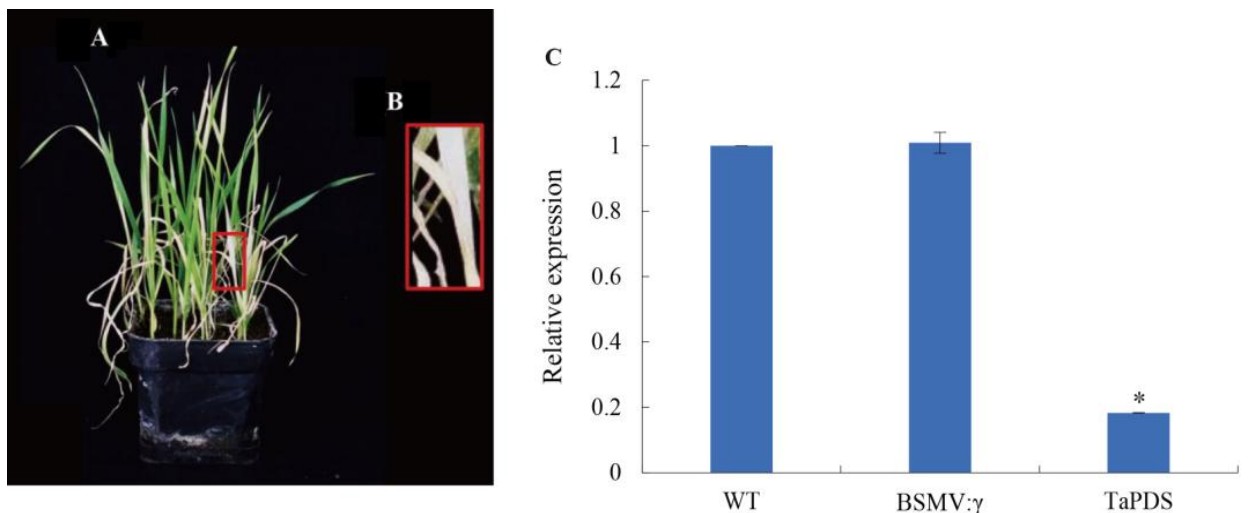 A
B
C
Relative expression
1.2
1
0.8
0.6
0.4
0.2
0
*
WT BSMV:γ TaPDS